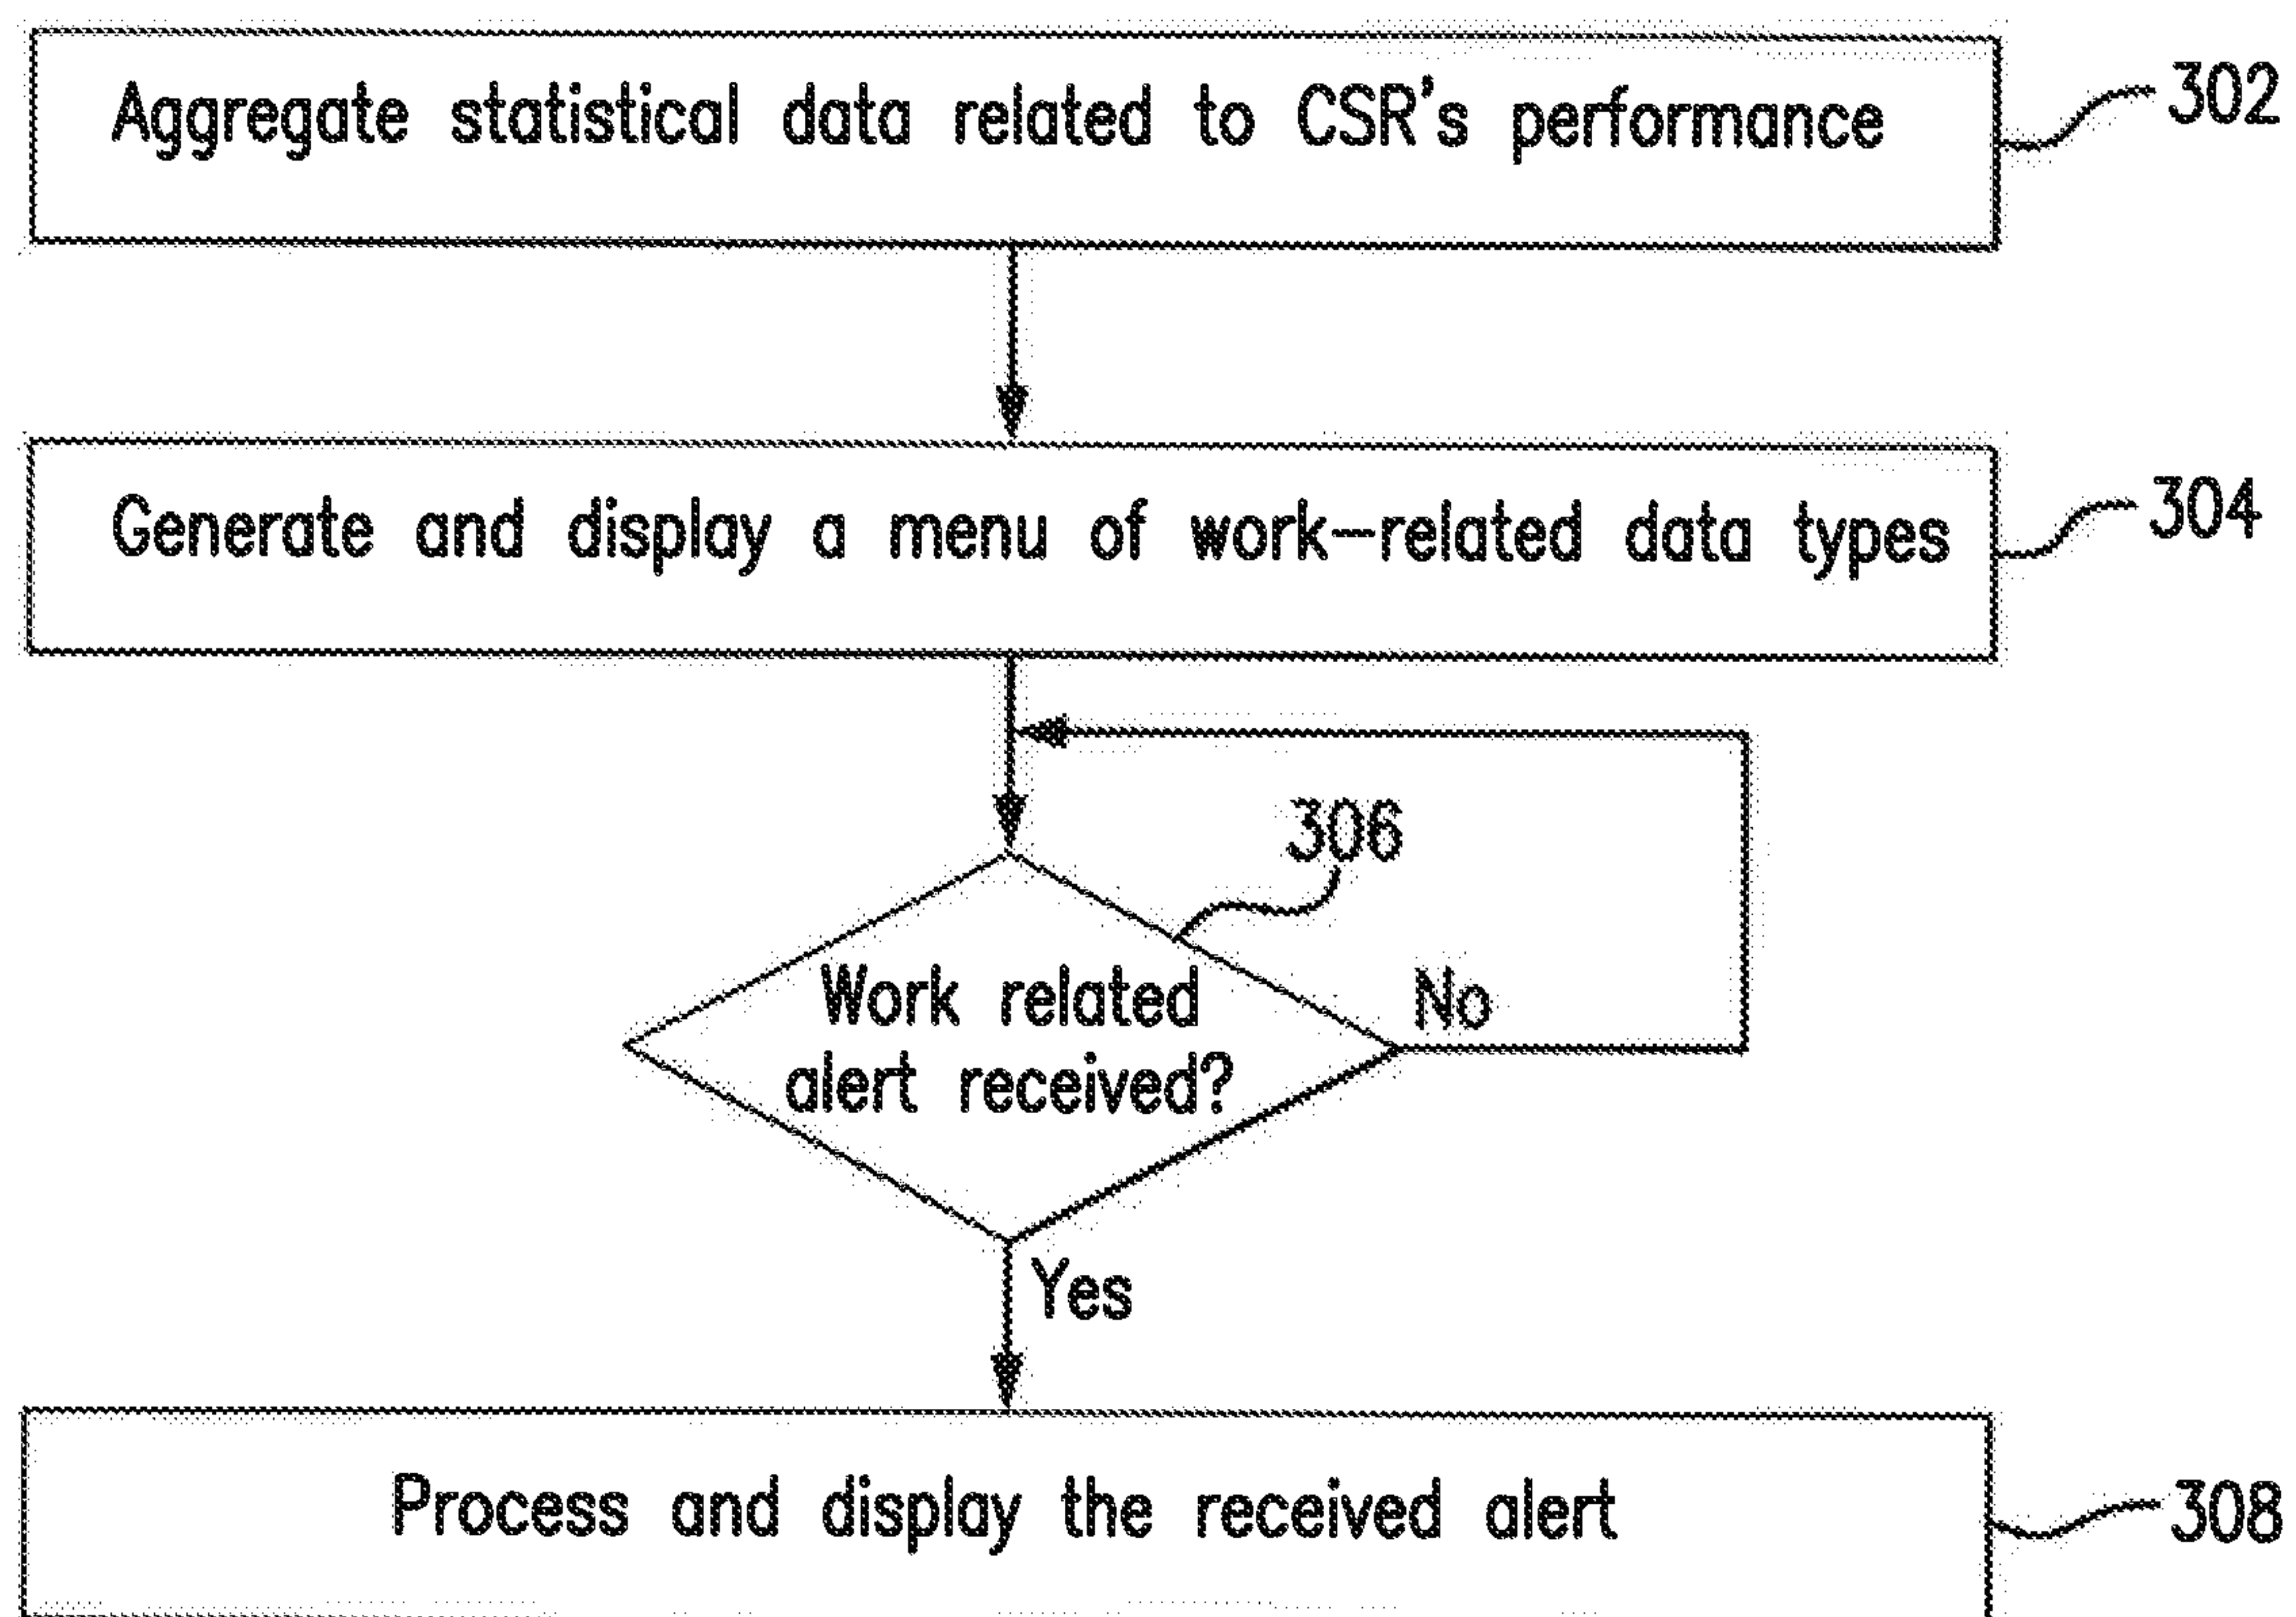 Aggregate statistical data related to CSR's performance
302
Generate and display a menu of work-related data types
304
306
Work related
alert received?
No
Yes
Process and display the received alert
308